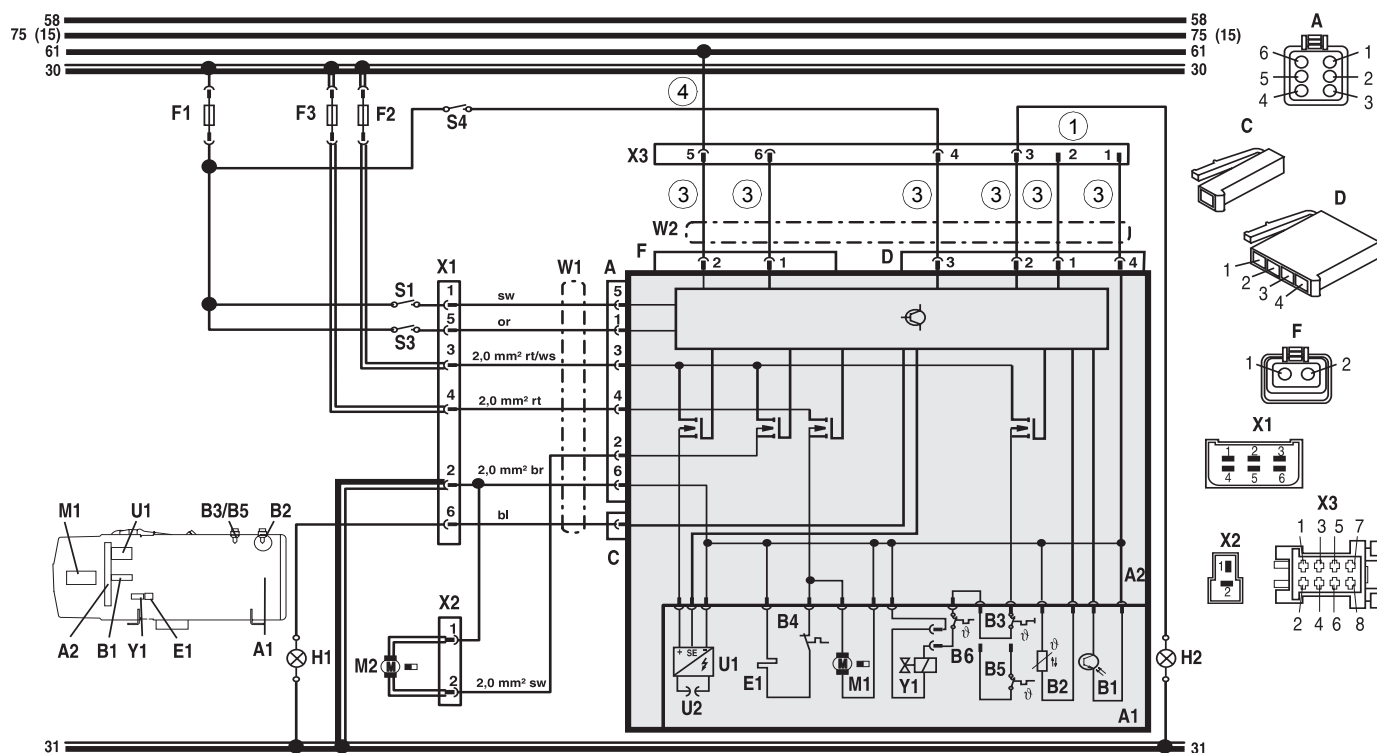 58
75 (15)
61
30
58
75 (15)
61
30
A
6 1
5 2
4 3
F1
F3
F2
S4
4
1
X3
5 6 4 3 2 1
C
3 3 3 3 3 3
W2
D
1
2
3
4
F
2 1
D
3 2 1 4
X1
W1
A
S1
1
sw
5
5
or
1
S3
3
2,0 mm² rt/ws
3
4
2,0 mm² rt
4
2
2
2,0 mm² br
6
6
bl
C
F
1 2
X1
1 2 3
4 5 6
X3
1 3 5 7
2 4 6 8
X2
1
2
M1
U1
B3/B5
B2
A2
B1
Y1
E1
A1
H1
X2
1
M2
M
2
2,0 mm² sw
A2
+ SE -
U1
U2
E1
B4
M
M1
Y1
B6
ϑ
B3
ϑ
B5
ϑ
B2
ϑ
B1
A1
H2
31
31